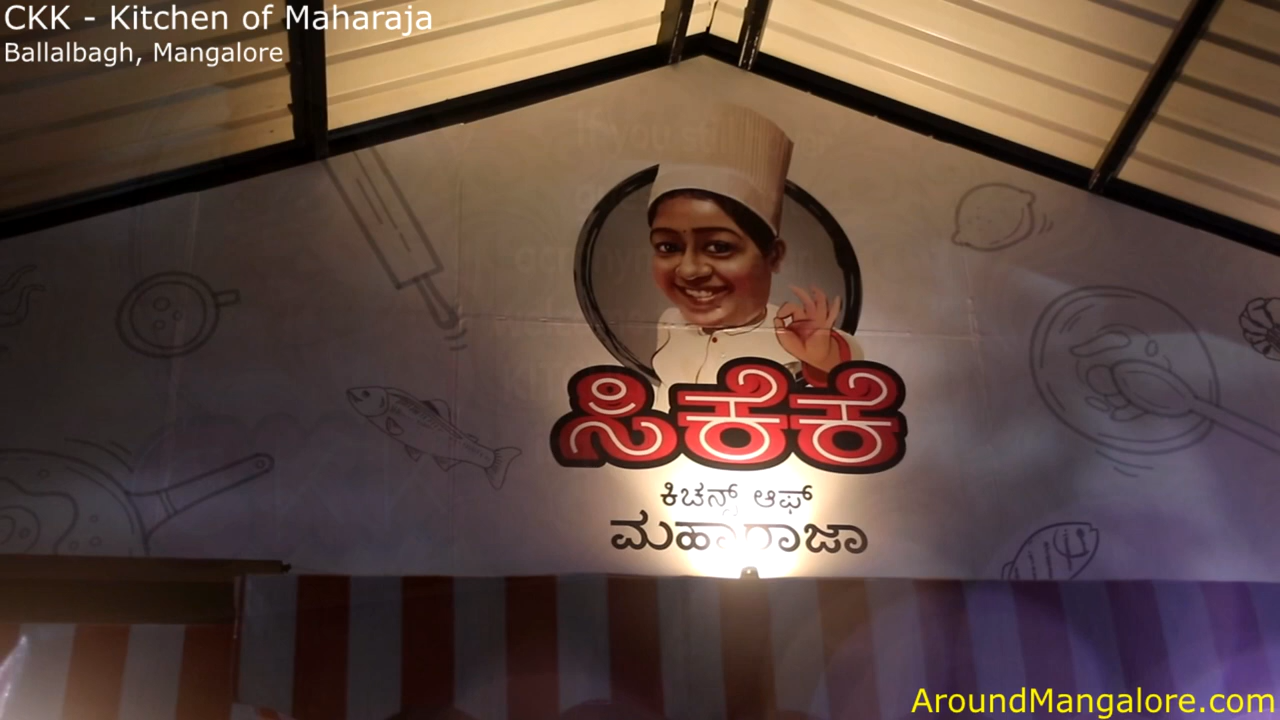 CKK - Kitchen of Maharaja
Ballalbagh, Mangalore
ಸಿಕೆಕೆ
ಕಿಚನ್ಸ್ ಆಫ್
ಮಹಾರಾಜಾ
AroundMangalore.com